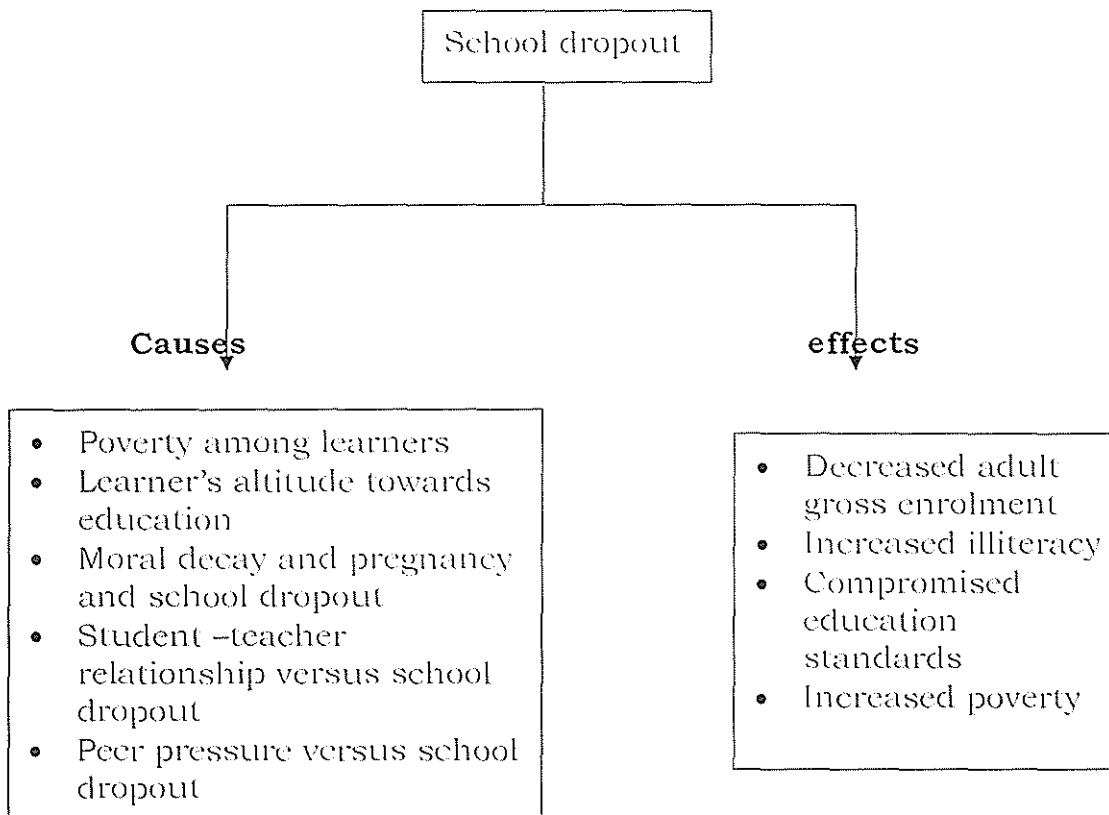 School dropout
Causes
• Poverty among learners
• Learner's altitude towards
education
• Moral decay and pregnancy
and school dropout
• Student –teacher
relationship versus school
dropout
• Peer pressure versus school
dropout
effects
• Decreased adult
gross enrolment
• Increased illiteracy
• Compromised
education
standards
• Increased poverty